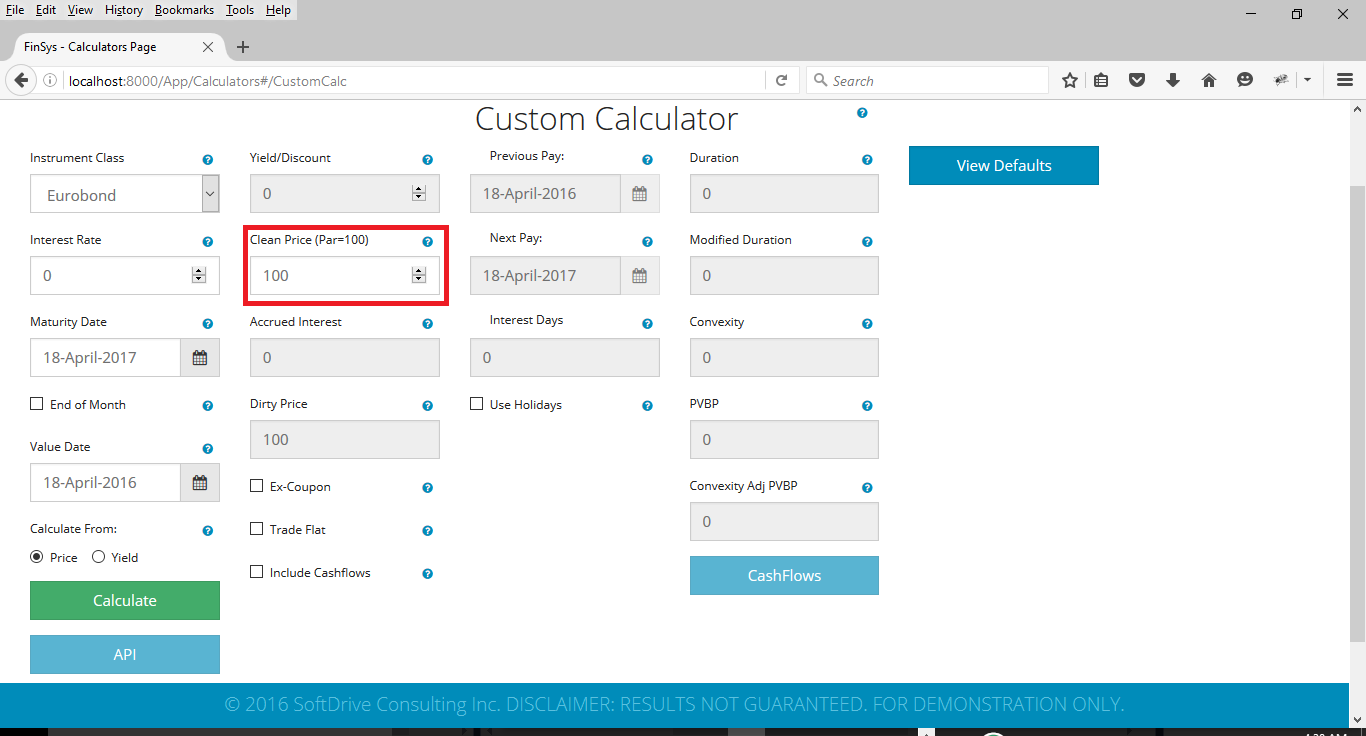 File Edit View History Bookmarks Tools Help
FinSys - Calculators Page
localhost:8000/App/Calculators#/CustomCalc
Search
Custom Calculator
Instrument Class
Eurobond
Interest Rate
0
Maturity Date
18-April-2017
End of Month
Value Date
18-April-2016
Calculate From:
Price Yield
Calculate
API
Yield/Discount
0
Clean Price (Par=100)
100
Accrued Interest
0
Dirty Price
100
Ex-Coupon
Trade Flat
Include Cashflows
Previous Pay:
18-April-2016
Next Pay:
18-April-2017
Interest Days
0
Use Holidays
Duration
0
Modified Duration
0
Convexity
0
PVBP
0
Convexity Adj PVBP
0
CashFlows
View Defaults
© 2016 SoftDrive Consulting Inc. DISCLAIMER: RESULTS NOT GUARANTEED. FOR DEMONSTRATION ONLY.